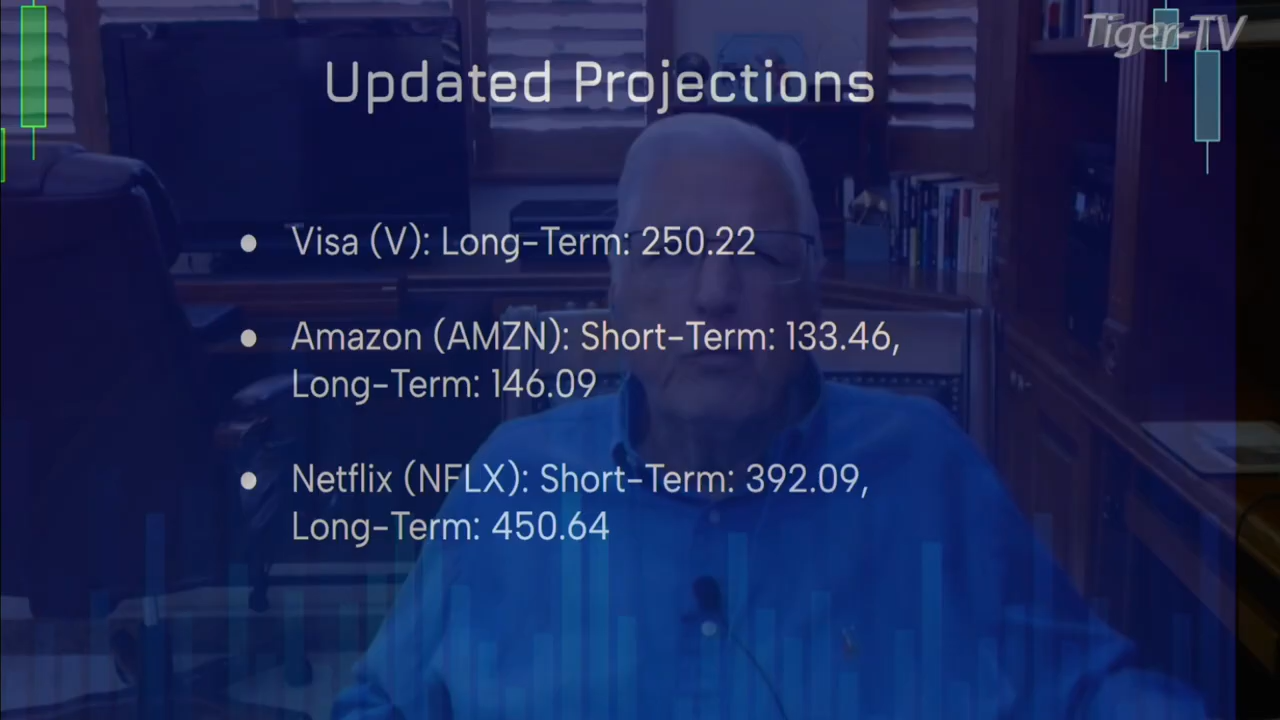 Tiger-TV
Updated Projections
● Visa (V): Long-Term: 250.22
● Amazon (AMZN): Short-Term: 133.46,
Long-Term: 146.09
● Netflix (NFLX): Short-Term: 392.09,
Long-Term: 450.64